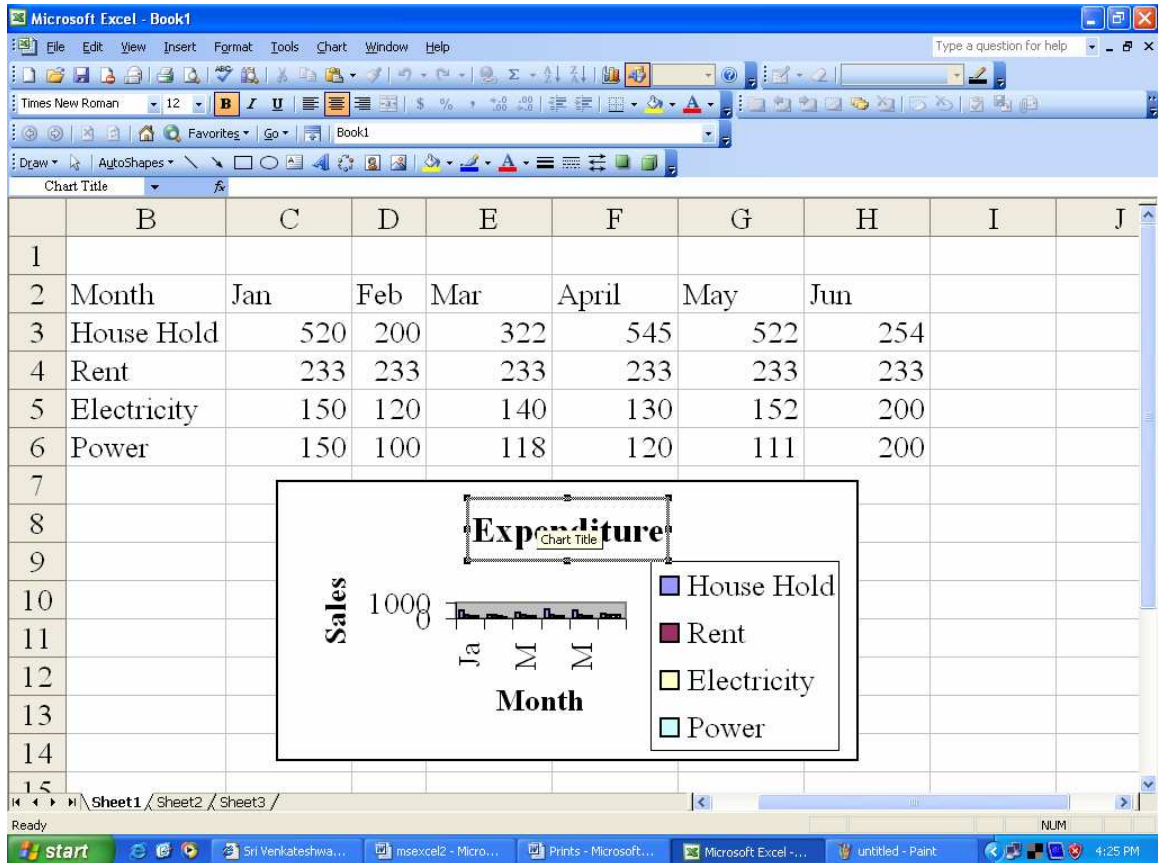 Microsoft Excel - Book1
File Edit View Insert Format Tools Chart Window Help Type a question for help
Times New Roman 12 B I U $ % , A
Favorites Go Book1
Draw AutoShapes A
Chart Title fx
B C D E F G H I J
1
2 Month Jan Feb Mar April May Jun
3 House Hold 520 200 322 545 522 254
4 Rent 233 233 233 233 233 233
5 Electricity 150 120 140 130 152 200
6 Power 150 100 118 120 111 200
7
8
9
10
11
12
13
14
15
Expenditure
Chart Title
Sales
1000
0
Ja M M
Month
House Hold
Rent
Electricity
Power
Sheet1 Sheet2 Sheet3
Ready NUM
start Sri Venkateshwa... msexcel2 - Micro... Prints - Microsoft... Microsoft Excel -... untitled - Paint 4:25 PM